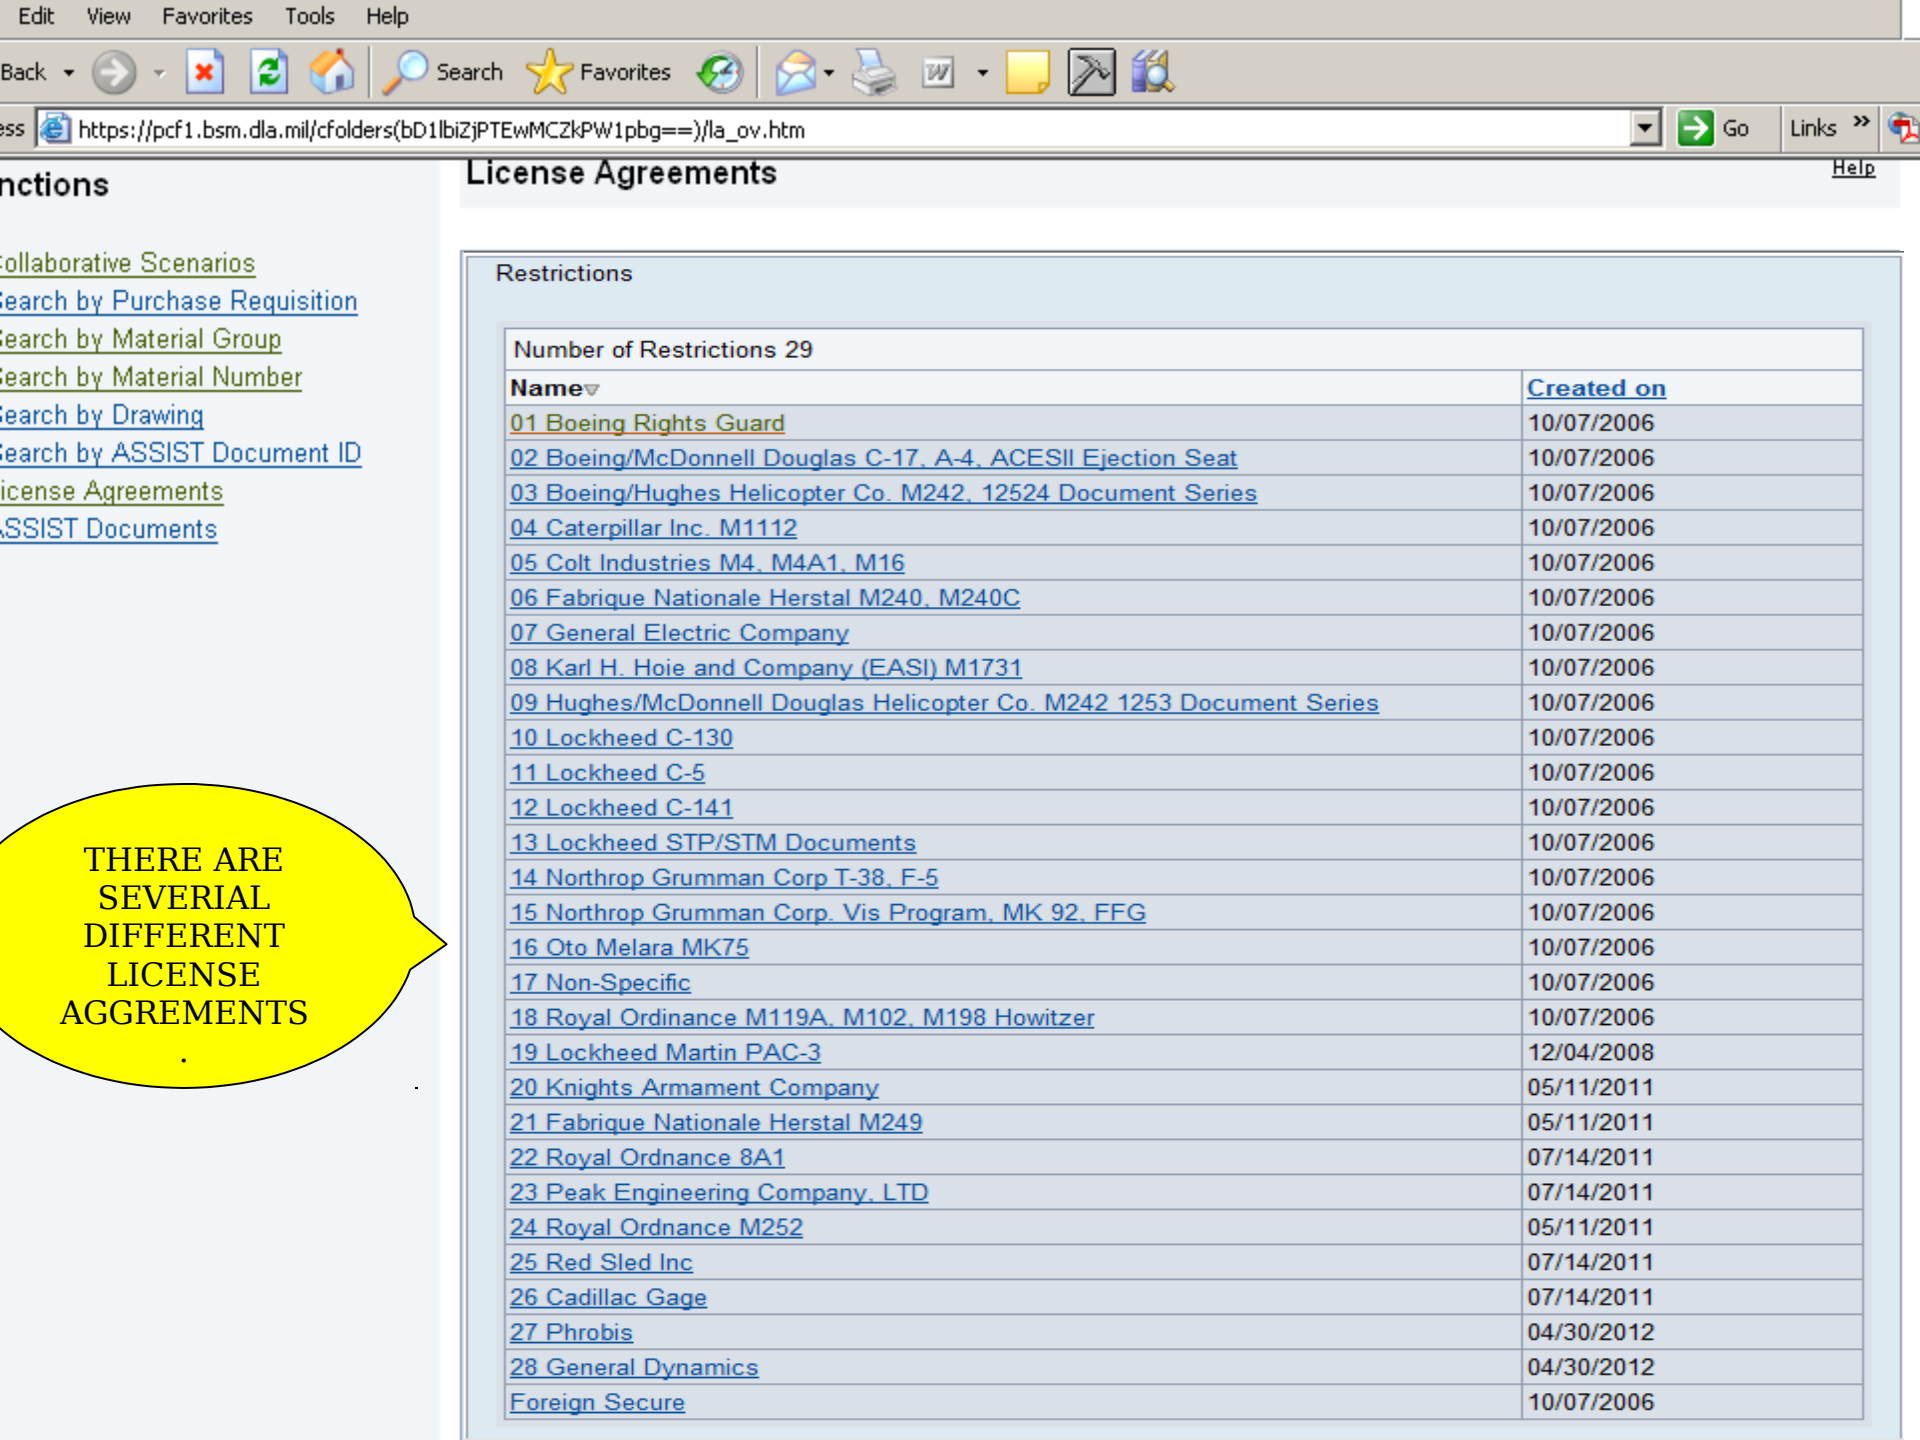 Edit View Favorites Tools Help
Back Search Favorites
ess https://pcf1.bsm.dla.mil/cfolders(bD1lbiZjPTEwMCZkPW1pbg==)/la_ov.htm Go Links »
nctions
ollaborative Scenarios
Search by Purchase Requisition
Search by Material Group
Search by Material Number
Search by Drawing
Search by ASSIST Document ID
icense Agreements
ASSIST Documents
THERE ARE
SEVERIAL
DIFFERENT
LICENSE
AGGREMENTS
.
License Agreements Help
Restrictions
Number of Restrictions 29
Name Created on
01 Boeing Rights Guard 10/07/2006
02 Boeing/McDonnell Douglas C-17, A-4, ACESII Ejection Seat 10/07/2006
03 Boeing/Hughes Helicopter Co. M242, 12524 Document Series 10/07/2006
04 Caterpillar Inc. M1112 10/07/2006
05 Colt Industries M4, M4A1, M16 10/07/2006
06 Fabrique Nationale Herstal M240, M240C 10/07/2006
07 General Electric Company 10/07/2006
08 Karl H. Hoie and Company (EASI) M1731 10/07/2006
09 Hughes/McDonnell Douglas Helicopter Co. M242 1253 Document Series 10/07/2006
10 Lockheed C-130 10/07/2006
11 Lockheed C-5 10/07/2006
12 Lockheed C-141 10/07/2006
13 Lockheed STP/STM Documents 10/07/2006
14 Northrop Grumman Corp T-38, F-5 10/07/2006
15 Northrop Grumman Corp. Vis Program, MK 92, FFG 10/07/2006
16 Oto Melara MK75 10/07/2006
17 Non-Specific 10/07/2006
18 Royal Ordinance M119A, M102, M198 Howitzer 10/07/2006
19 Lockheed Martin PAC-3 12/04/2008
20 Knights Armament Company 05/11/2011
21 Fabrique Nationale Herstal M249 05/11/2011
22 Royal Ordnance 8A1 07/14/2011
23 Peak Engineering Company, LTD 07/14/2011
24 Royal Ordnance M252 05/11/2011
25 Red Sled Inc 07/14/2011
26 Cadillac Gage 07/14/2011
27 Phrobis 04/30/2012
28 General Dynamics 04/30/2012
Foreign Secure 10/07/2006